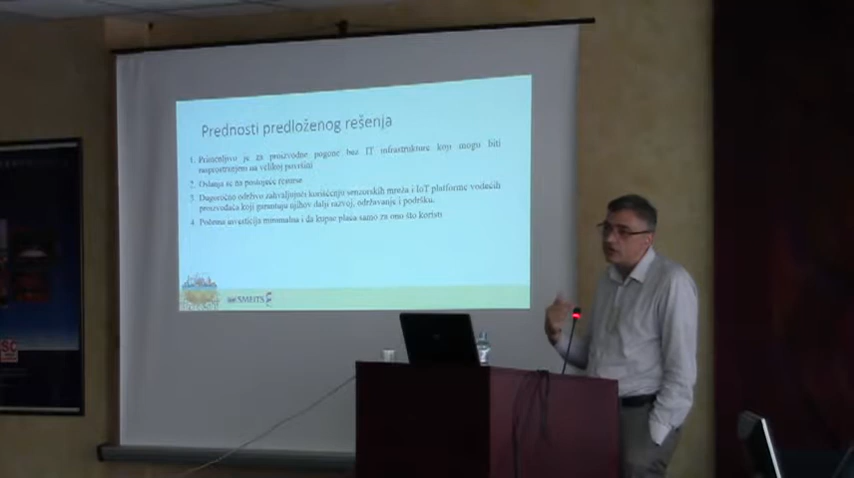 Prednosti predloženog rešenja
1. Primenljivo je za proizvodne pogone bez IT infrastrukture koji mogu biti
rasprostranjeni na velikoj površini
2. Oslanja se na postojeće resurse
3. Dugoročno održivo zahvaljujući korišćenju senzorskih mreža i IoT platforme vodećih
proizvođača koji garantuju njihov dalji razvoj, održavanje i podršku.
4. Početna investicija minimalna i da kupac plaća samo za ono što koristi
SMEITS
SC